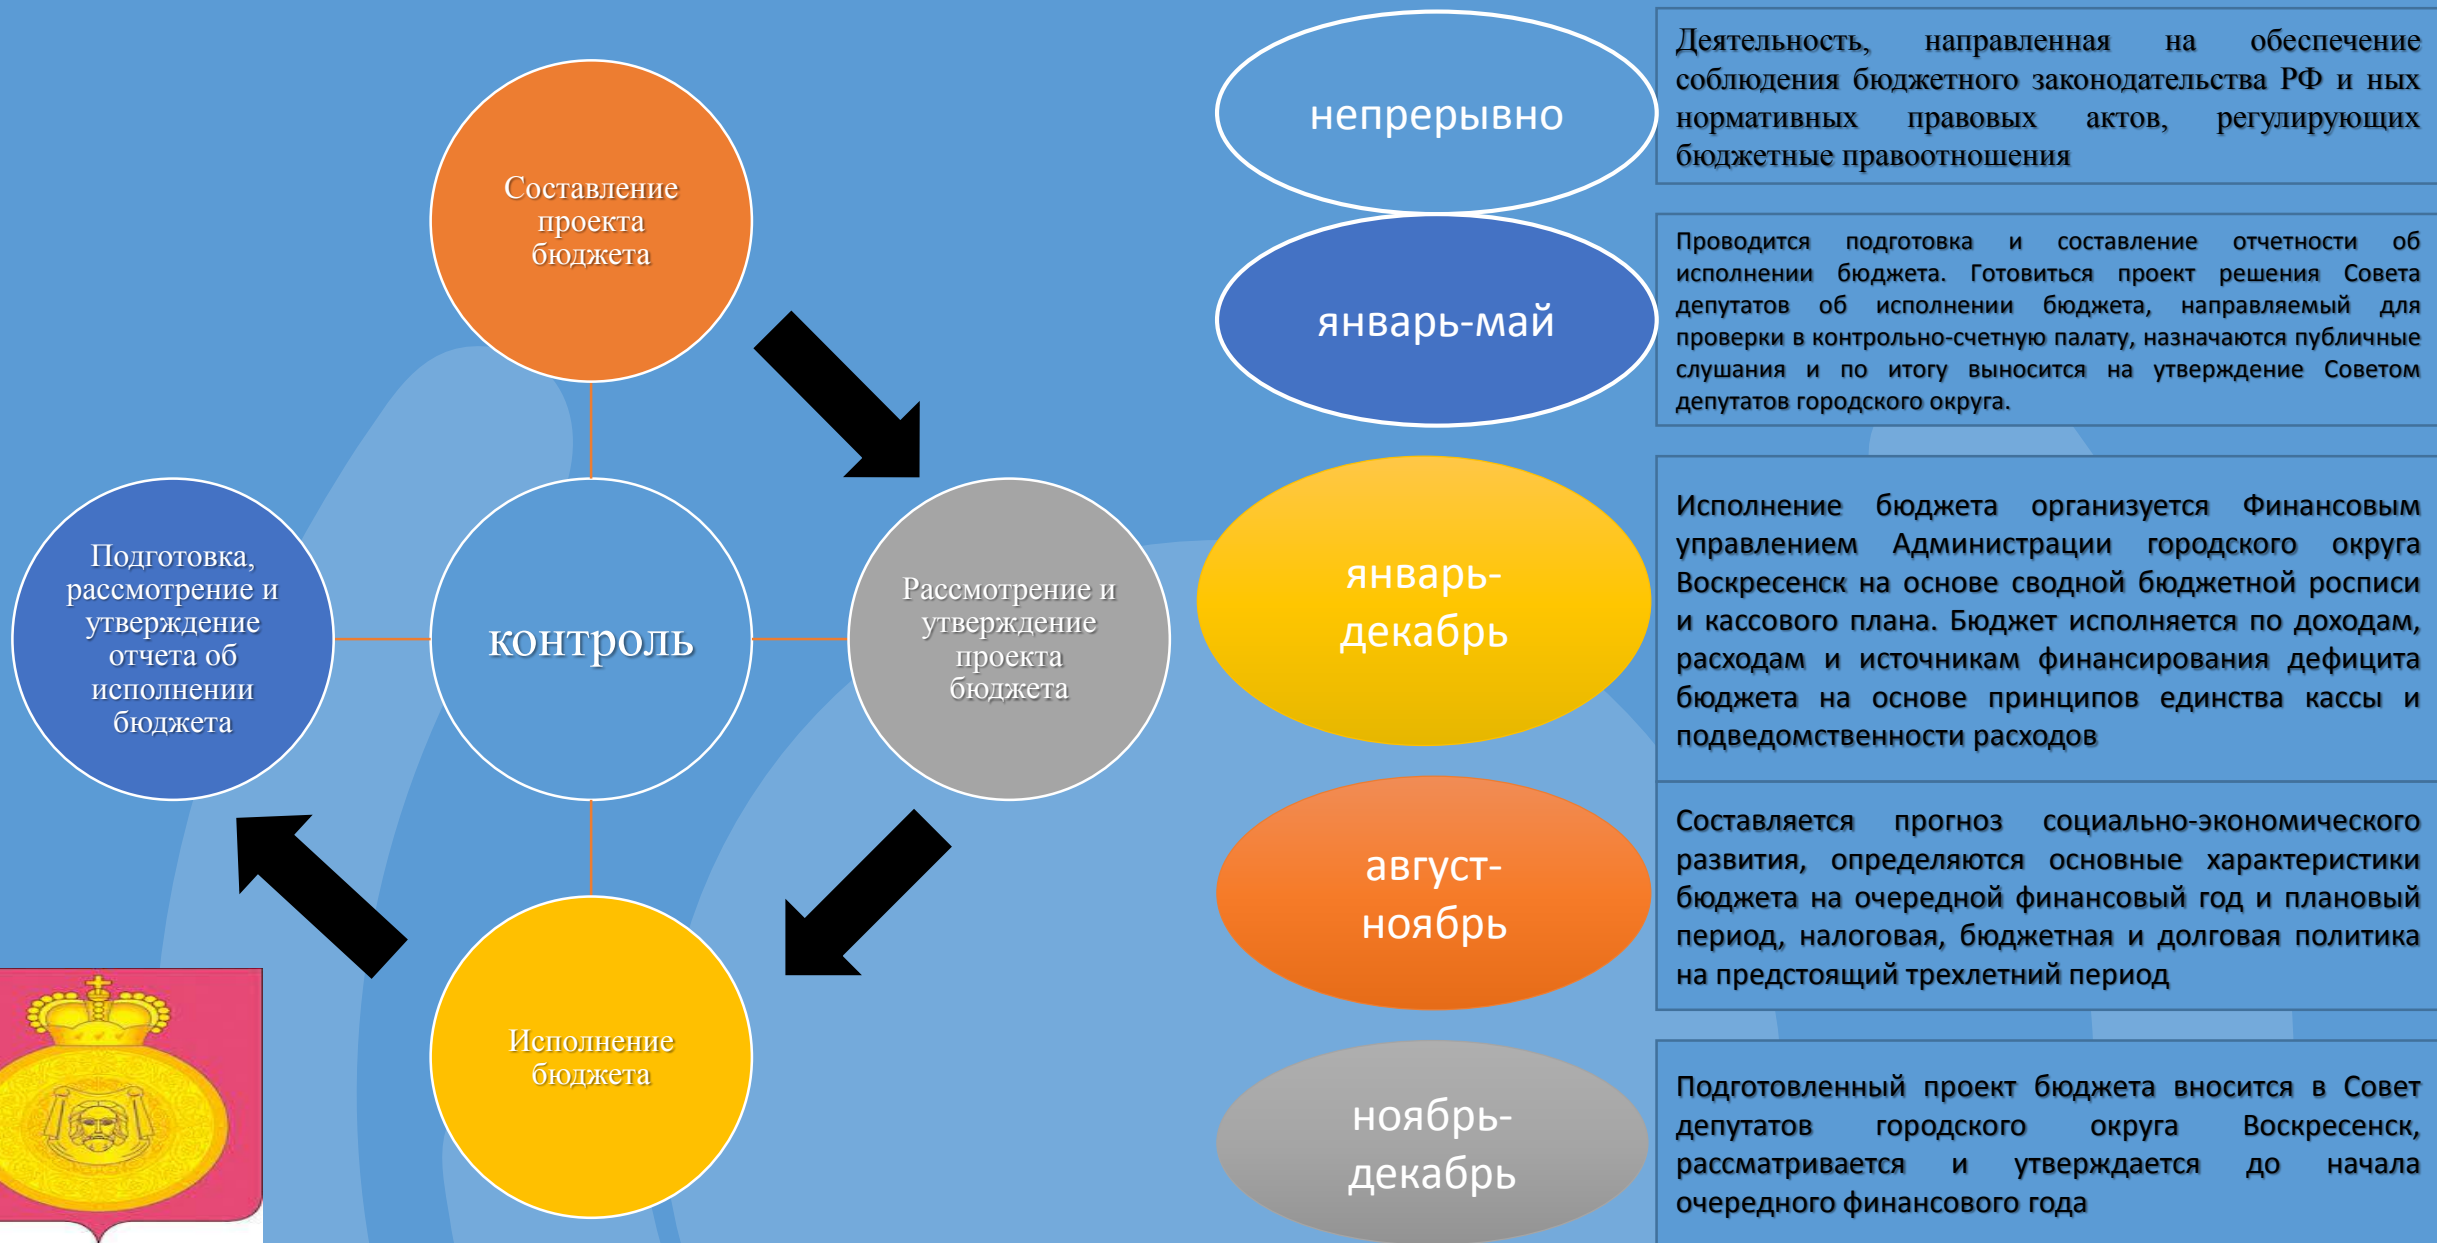 Составление
проекта
бюджета
Подготовка,
рассмотрение и
утверждение
отчета об
исполнении
бюджета
контроль
Рассмотрение и
утверждение
проекта
бюджета
Исполнение
бюджета
непрерывно
Деятельность, направленная на обеспечение
соблюдения бюджетного законодательства РФ и ных
нормативных правовых актов, регулирующих
бюджетные правоотношения
январь-май
Проводится подготовка и составление отчетности об
исполнении бюджета. Готовиться проект решения Совета
депутатов об исполнении бюджета, направляемый для
проверки в контрольно-счетную палату, назначаются публичные
слушания и по итогу выносится на утверждение Советом
депутатов городского округа.
январь-
декабрь
Исполнение бюджета организуется Финансовым
управлением Администрации городского округа
Воскресенск на основе сводной бюджетной росписи
и кассового плана. Бюджет исполняется по доходам,
расходам и источникам финансирования дефицита
бюджета на основе принципов единства кассы и
подведомственности расходов
август-
ноябрь
Составляется прогноз социально-экономического
развития, определяются основные характеристики
бюджета на очередной финансовый год и плановый
период, налоговая, бюджетная и долговая политика
на предстоящий трехлетний период
ноябрь-
декабрь
Подготовленный проект бюджета вносится в Совет
депутатов городского округа Воскресенск,
рассматривается и утверждается до начала
очередного финансового года